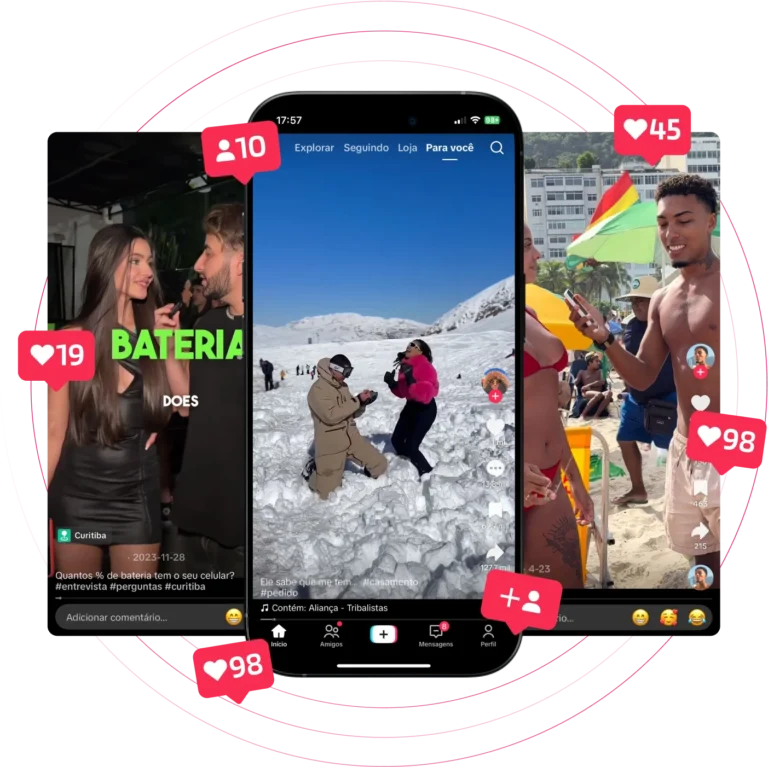 17:57
Explorar Seguindo Loja Para você
10
45
19
BATERIA
DOES
98
Curitiba
· 2023-11-28
Quantos % de bateria tem o seu celular?
#entrevista #perguntas #curitiba
Adicionar comentário...
215
4-23
Ele sabe que me tem... #casamento
#pedido
Contém: Aliança - Tribalistas
Início Amigos Mensagens Perfil
8
98